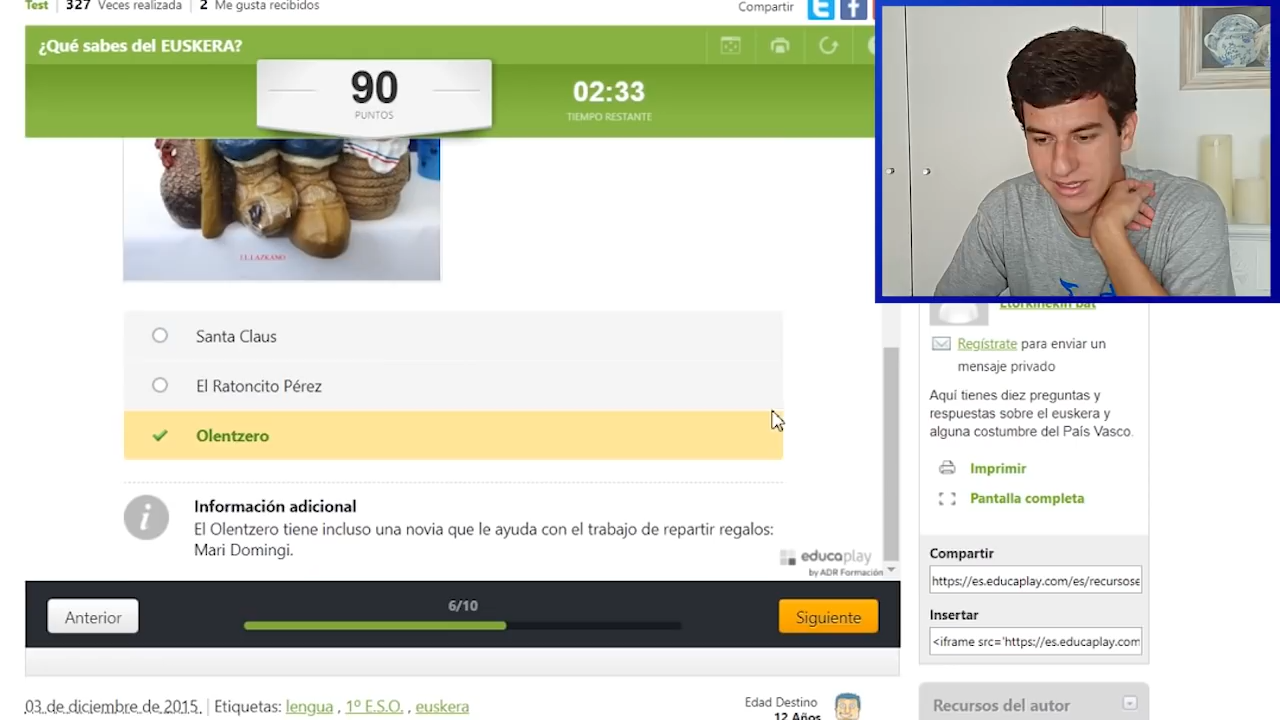 Test | 327 Veces realizada | 2 Me gusta recibidos
Compartir
¿Qué sabes del EUSKERA?
90
PUNTOS
02:33
TIEMPO RESTANTE
I.L.LAZKANO
Santa Claus
El Ratoncito Pérez
Olentzero
Información adicional
El Olentzero tiene incluso una novia que le ayuda con el trabajo de repartir regalos:
Mari Domingi.
educaplay
by ADR Formación
Anterior
6/10
Siguiente
03 de diciembre de 2015 | Etiquetas: lengua , 1º E.S.O. , euskera
Edad Destino
12 Años
Etorkinekin bat
Regístrate para enviar un
mensaje privado
Aquí tienes diez preguntas y
respuestas sobre el euskera y
alguna costumbre del País Vasco.
Imprimir
Pantalla completa
Compartir
https://es.educaplay.com/es/recursose
Insertar
<iframe src='https://es.educaplay.com
Recursos del autor